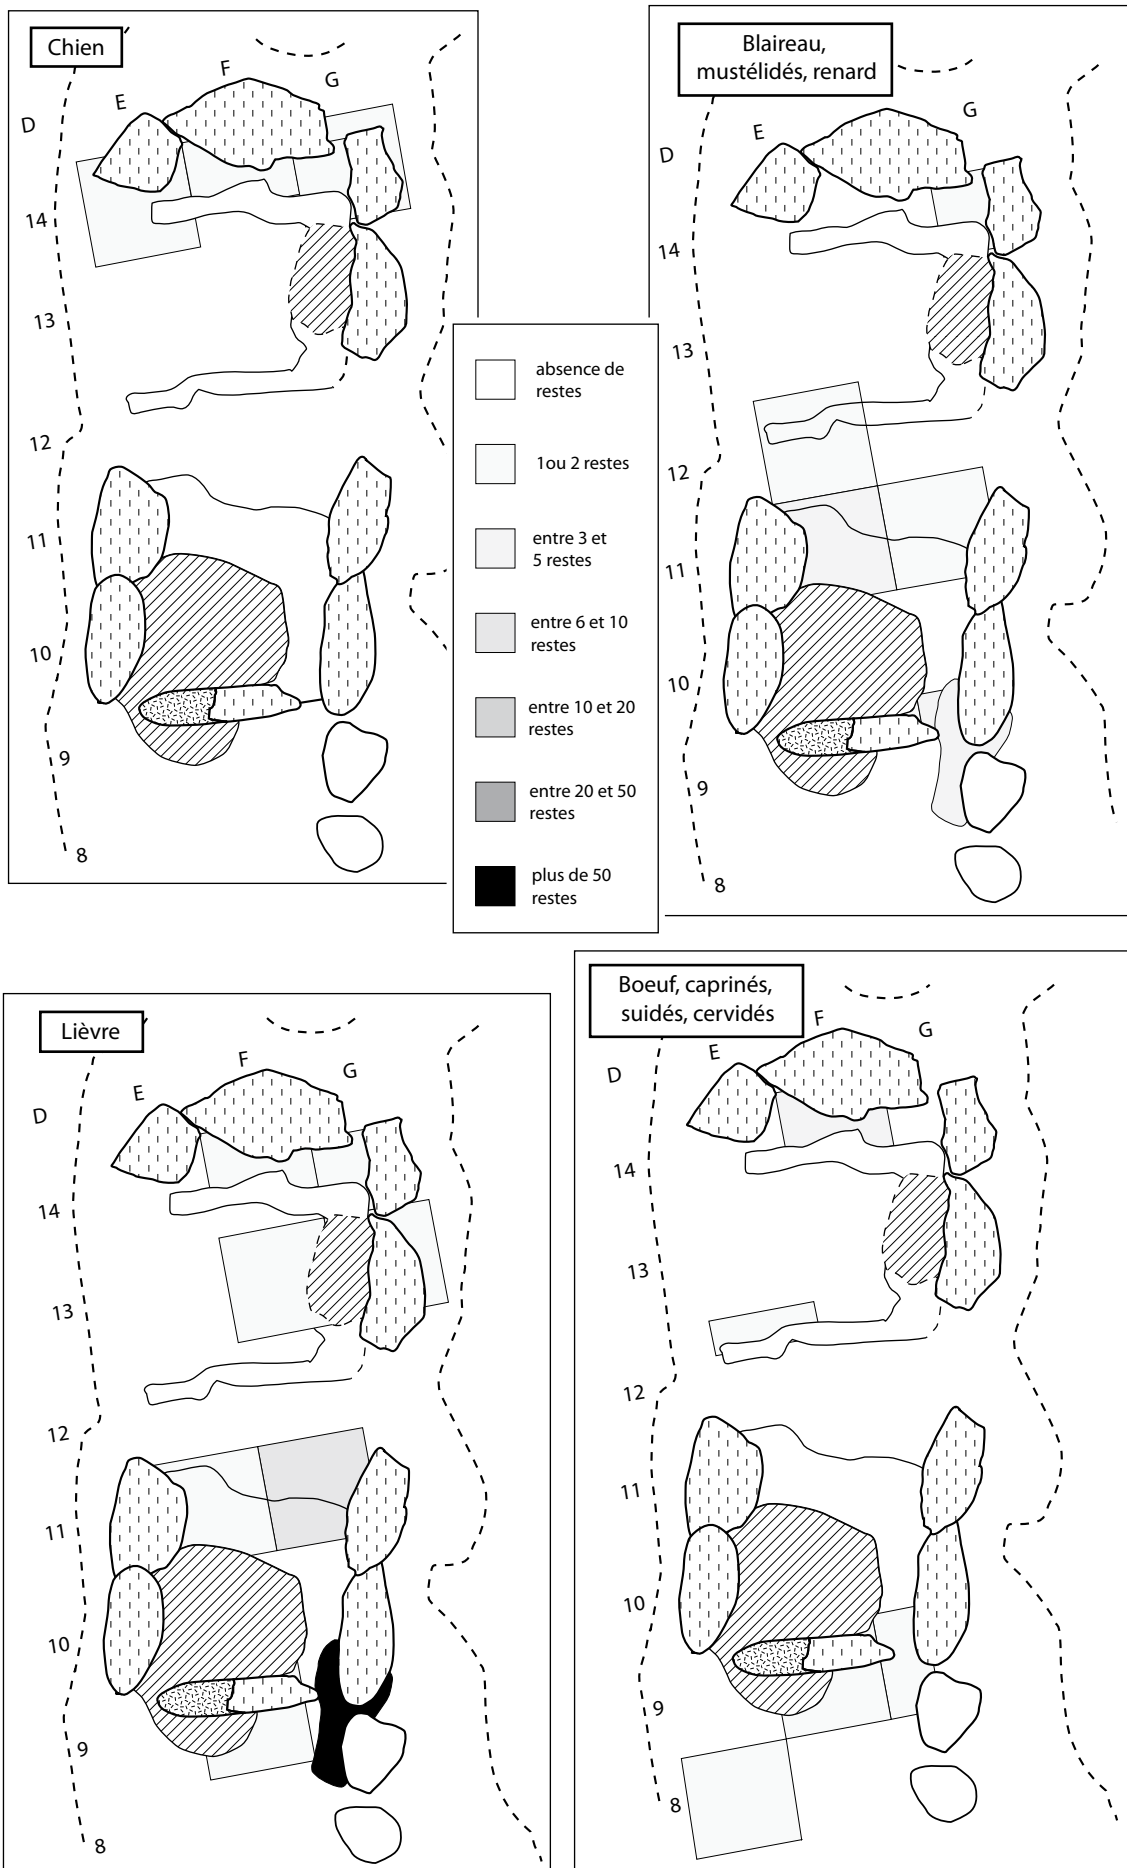 Chien
F
G
E
D
14
13
12
11
10
9
8
Blaireau,
mustélidés, renard
G
E
D
14
13
12
11
10
9
8
absence de
restes
1ou 2 restes
entre 3 et
5 restes
entre 6 et 10
restes
entre 10 et 20
restes
entre 20 et 50
restes
plus de 50
restes
Lièvre
F
G
E
D
14
13
12
11
10
9
8
Boeuf, caprinés,
suidés, cervidés
F
G
E
D
14
13
12
11
10
9
8